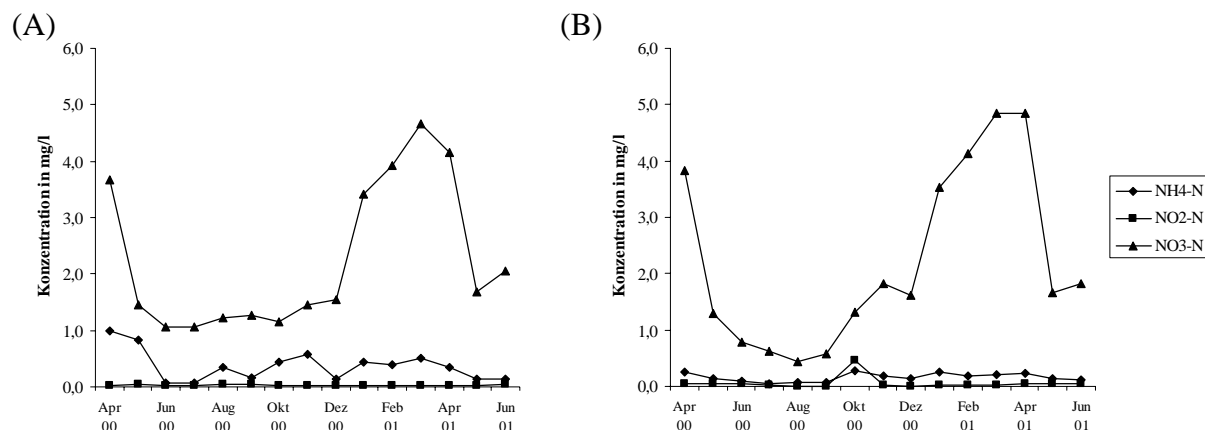 (A)
(B)
Konzentration in mg/l
6,0
5,0
4,0
3,0
2,0
1,0
0,0
Apr 00
Jun 00
Aug 00
Okt 00
Dez 00
Feb 01
Apr 01
Jun 01
Konzentration in mg/l
6,0
5,0
4,0
3,0
2,0
1,0
0,0
Apr 00
Jun 00
Aug 00
Okt 00
Dez 00
Feb 01
Apr 01
Jun 01
NH4-N
NO2-N
NO3-N